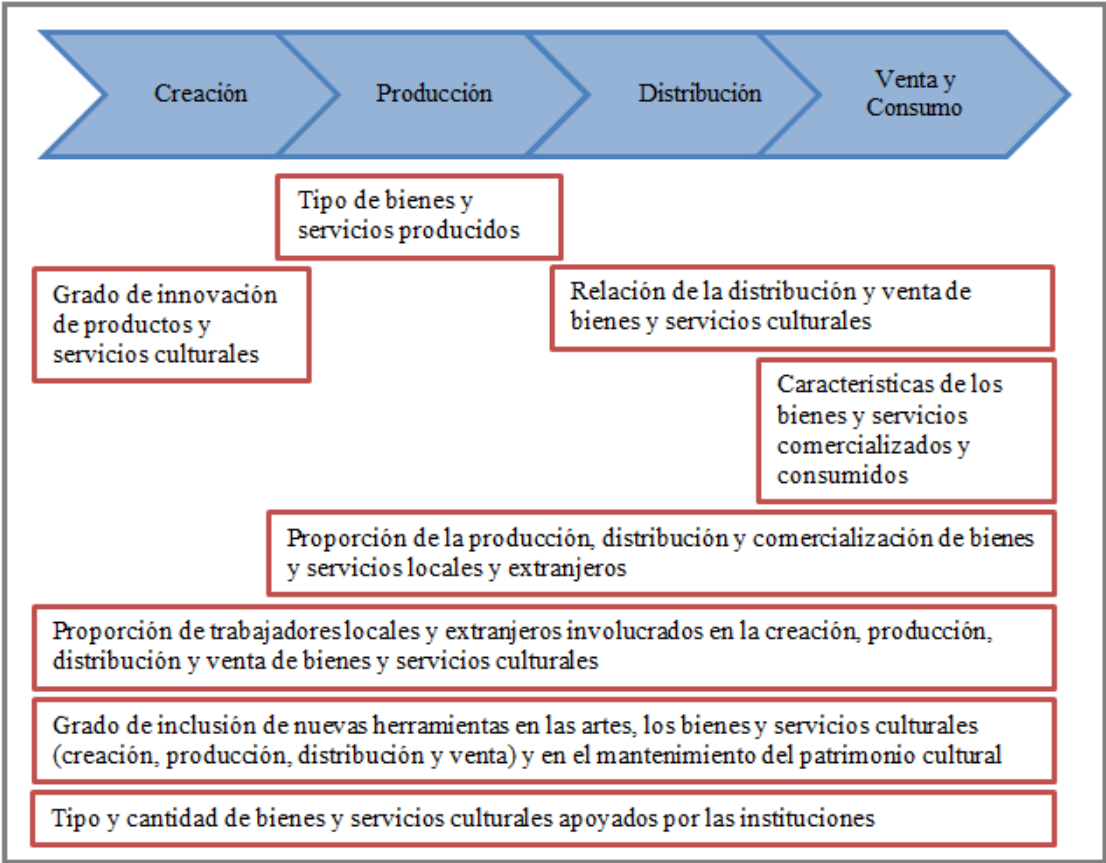 Creación
Producción
Distribución
Venta y
Consumo
Tipo de bienes y
servicios producidos
Grado de innovación
de productos y
servicios culturales
Relación de la distribución y venta de
bienes y servicios culturales
Características de los
bienes y servicios
comercializados y
consumidos
Proporción de la producción, distribución y comercialización de bienes
y servicios locales y extranjeros
Proporción de trabajadores locales y extranjeros involucrados en la creación, producción,
distribución y venta de bienes y servicios culturales
Grado de inclusión de nuevas herramientas en las artes, los bienes y servicios culturales
(creación, producción, distribución y venta) y en el mantenimiento del patrimonio cultural
Tipo y cantidad de bienes y servicios culturales apoyados por las instituciones